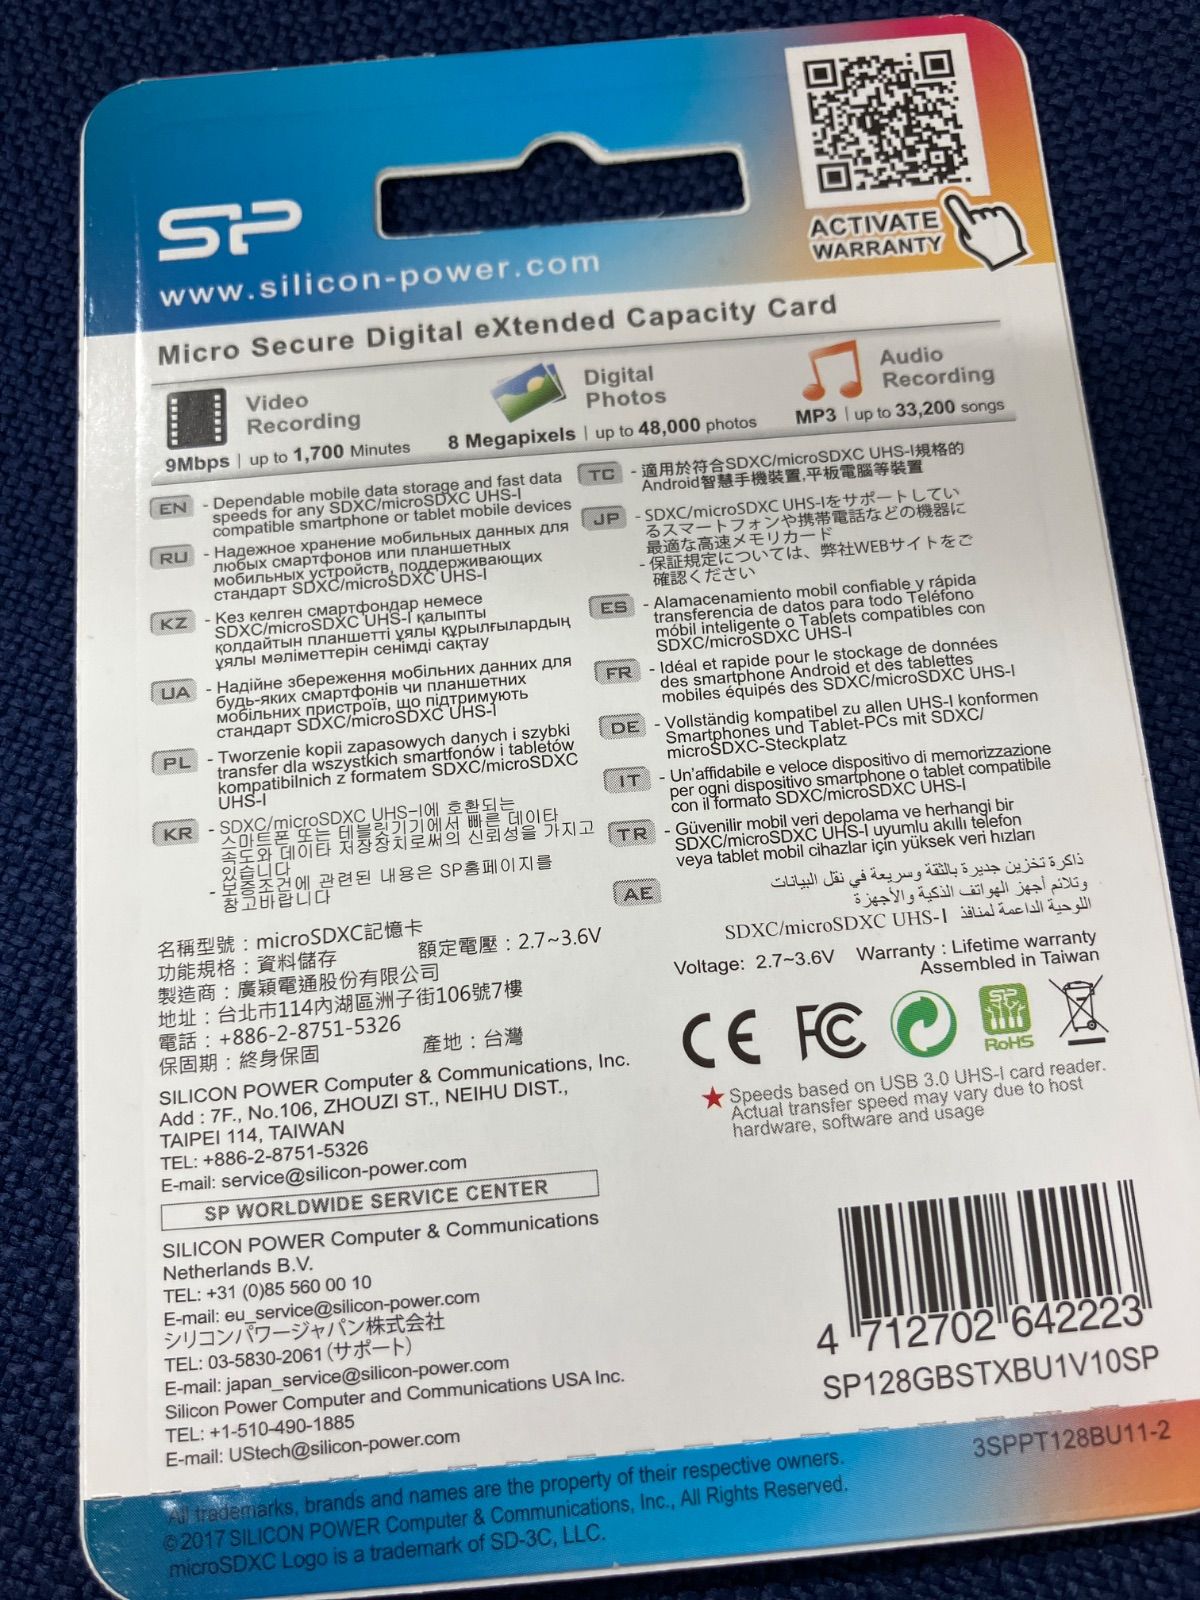 SP
www.silicon-power.com
ACTIVATE
WARRANTY
Micro Secure Digital eXtended Capacity Card
Video
Recording
9Mbps | up to 1,700 Minutes
Digital
Photos
8 Megapixels | up to 48,000 photos
Audio
Recording
MP3 | up to 33,200 songs
EN - Dependable mobile data storage and fast data
speeds for any SDXC/microSDXC UHS-I
compatible smartphone or tablet mobile devices
RU - Надежное хранение мобильных данных для
любых смартфонов или планшетных
мобильных устройств, поддерживающих
стандарт SDXC/microSDXC UHS-I
KZ - Кез келген смартфондар немесе
SDXC/microSDXC UHS-I қалыпты
қолдайтын планшетті ұялы құрылғылардың
ұялы мәліметтерін сенімді сақтау
UA - Надійне збереження мобільних данних для
будь-яких смартфонів чи планшетних
мобільних пристроїв, що підтримують
стандарт SDXC/microSDXC UHS-I
PL - Tworzenie kopii zapasowych danych i szybki
transfer dla wszystkich smartfonów i tabletów
kompatibilnich z formatem SDXC/microSDXC
UHS-I
KR - SDXC/microSDXC UHS-I에 호환되는
스마트폰 또는 테블릿기기에서 빠른 데이타
속도와 데이타 저장장치로써의 신뢰성을 가지고
있습니다
- 보증조건에 관련된 내용은 SP홈페이지를
참고바랍니다
TC - 適用於符合SDXC/microSDXC UHS-I規格的
Android智慧手機裝置,平板電腦等裝置
JP - SDXC/microSDXC UHS-Iをサポートしてい
るスマートフォンや携帯電話などの機器に
最適な高速メモリカード
- 保証規定については、弊社WEBサイトをご
確認ください
ES - Alamacenamiento mobil confiable y rápida
transferencia de datos para todo Teléfono
móbil inteligente o Tablets compatibles con
SDXC/microSDXC UHS-I
FR - Idéal et rapide pour le stockage de données
des smartphone Android et des tablettes
mobiles équipés des SDXC/microSDXC UHS-I
DE - Vollständig kompatibel zu allen UHS-I konformen
Smartphones und Tablet-PCs mit SDXC/
microSDXC-Steckplatz
IT - Un'affidabile e veloce dispositivo di memorizzazione
per ogni dispositivo smartphone o tablet compatibile
con il formato SDXC/microSDXC UHS-I
TR - Güvenilir mobil veri depolama ve herhangi bir
SDXC/microSDXC UHS-I uyumlu akıllı telefon
veya tablet mobil cihazlar için yüksek veri hızları
AE ذاكرة تخزين جديرة بالثقة وسريعة في نقل البيانات
وتلائم أجهز الهواتف الذكية والأجهزة
اللوحية الداعمة لمنافذ SDXC/microSDXC UHS-I
名稱型號：microSDXC記憶卡
功能規格：資料儲存 額定電壓：2.7~3.6V
製造商：廣穎電通股份有限公司
地址：台北市114內湖區洲子街106號7樓
電話：+886-2-8751-5326
保固期：終身保固 產地：台灣
SILICON POWER Computer & Communications, Inc.
Add : 7F., No.106, ZHOUZI ST., NEIHU DIST.,
TAIPEI 114, TAIWAN
TEL: +886-2-8751-5326
E-mail: service@silicon-power.com
SP WORLDWIDE SERVICE CENTER
SILICON POWER Computer & Communications
Netherlands B.V.
TEL: +31 (0)85 560 00 10
E-mail: eu_service@silicon-power.com
シリコンパワージャパン株式会社
TEL: 03-5830-2061(サポート)
E-mail: japan_service@silicon-power.com
Silicon Power Computer and Communications USA Inc.
TEL: +1-510-490-1885
E-mail: UStech@silicon-power.com
Voltage: 2.7~3.6V Warranty : Lifetime warranty
Assembled in Taiwan
CE FC SP RoHS
★ Speeds based on USB 3.0 UHS-I card reader.
Actual transfer speed may vary due to host
hardware, software and usage
4 712702 642223
SP128GBSTXBU1V10SP
3SPPT128BU11-2
All trademarks, brands and names are the property of their respective owners.
©2017 SILICON POWER Computer & Communications, Inc., All Rights Reserved.
microSDXC Logo is a trademark of SD-3C, LLC.